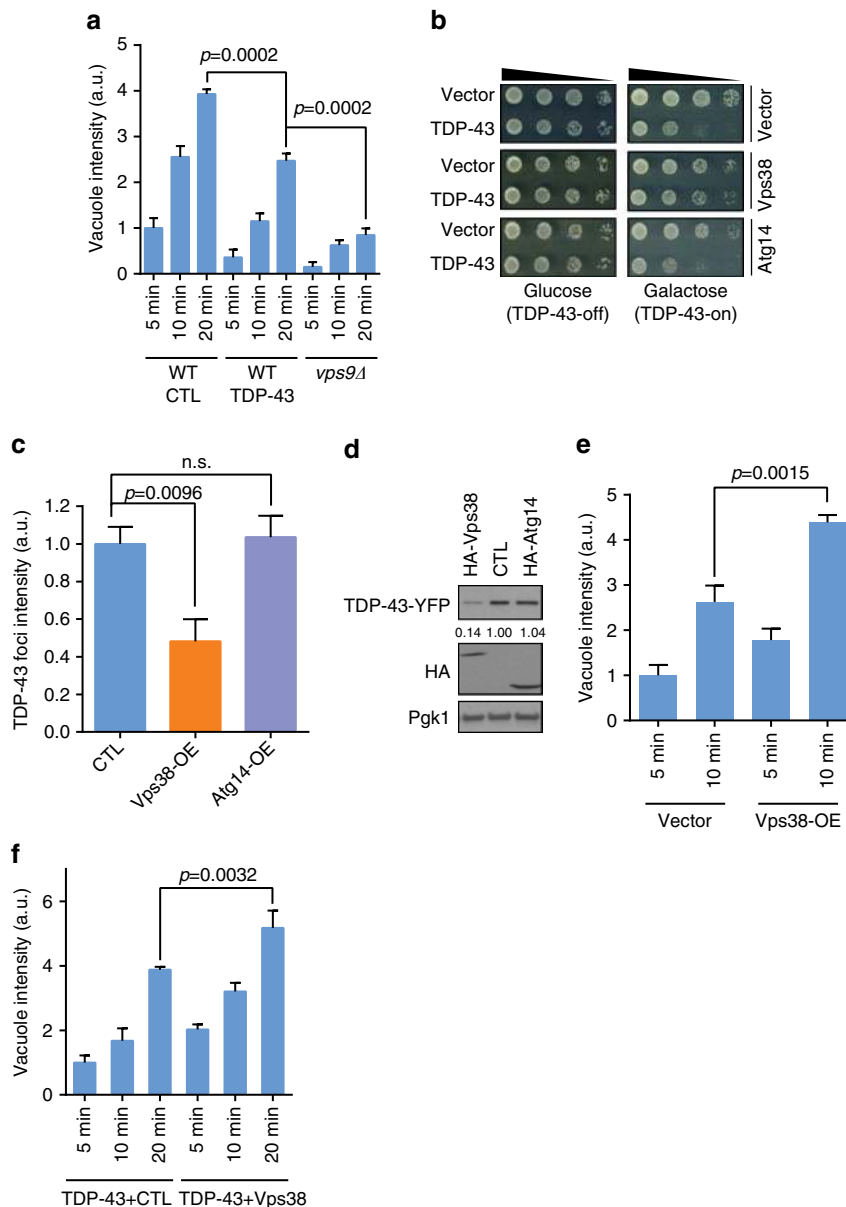 a
Vacuole intensity (a.u.)
5
4
3
2
1
0
p=0.0002
p=0.0002
5 min
10 min
20 min
5 min
10 min
20 min
5 min
10 min
20 min
WT
CTL
WT
TDP-43
vps9Δ
b
Vector
TDP-43
Vector
TDP-43
Vector
TDP-43
Vector
Vps38
Atg14
Glucose
(TDP-43-off)
Galactose
(TDP-43-on)
c
TDP-43 foci intensity (a.u.)
1.2
1.0
0.8
0.6
0.4
0.2
0.0
n.s.
p=0.0096
CTL
Vps38-OE
Atg14-OE
d
HA-Vps38
CTL
HA-Atg14
TDP-43-YFP
0.14 1.00 1.04
HA
Pgk1
e
Vacuole intensity (a.u.)
5
4
3
2
1
0
p=0.0015
5 min
10 min
5 min
10 min
Vector
Vps38-OE
f
Vacuole intensity (a.u.)
6
4
2
0
p=0.0032
5 min
10 min
20 min
5 min
10 min
20 min
TDP-43+CTL
TDP-43+Vps38